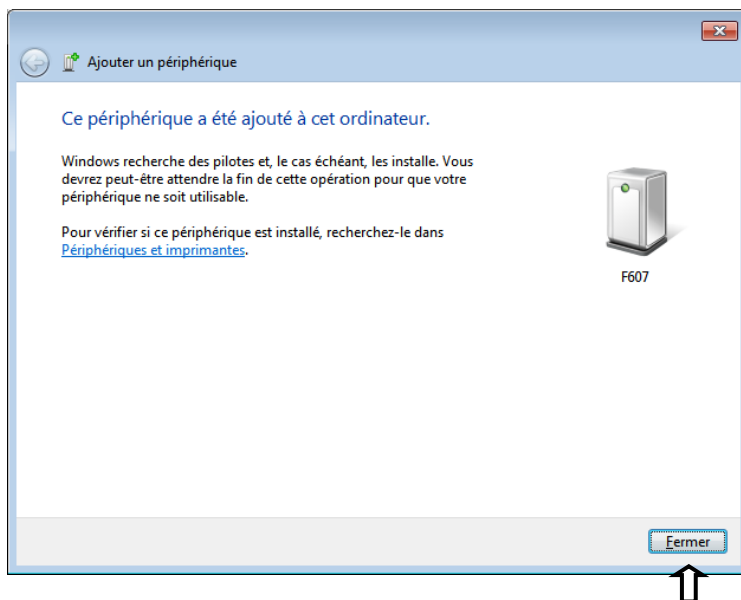 Ajouter un périphérique
Ce périphérique a été ajouté à cet ordinateur.
Windows recherche des pilotes et, le cas échéant, les installe. Vous
devrez peut-être attendre la fin de cette opération pour que votre
périphérique ne soit utilisable.
Pour vérifier si ce périphérique est installé, recherchez-le dans
Périphériques et imprimantes.
F607
Fermer